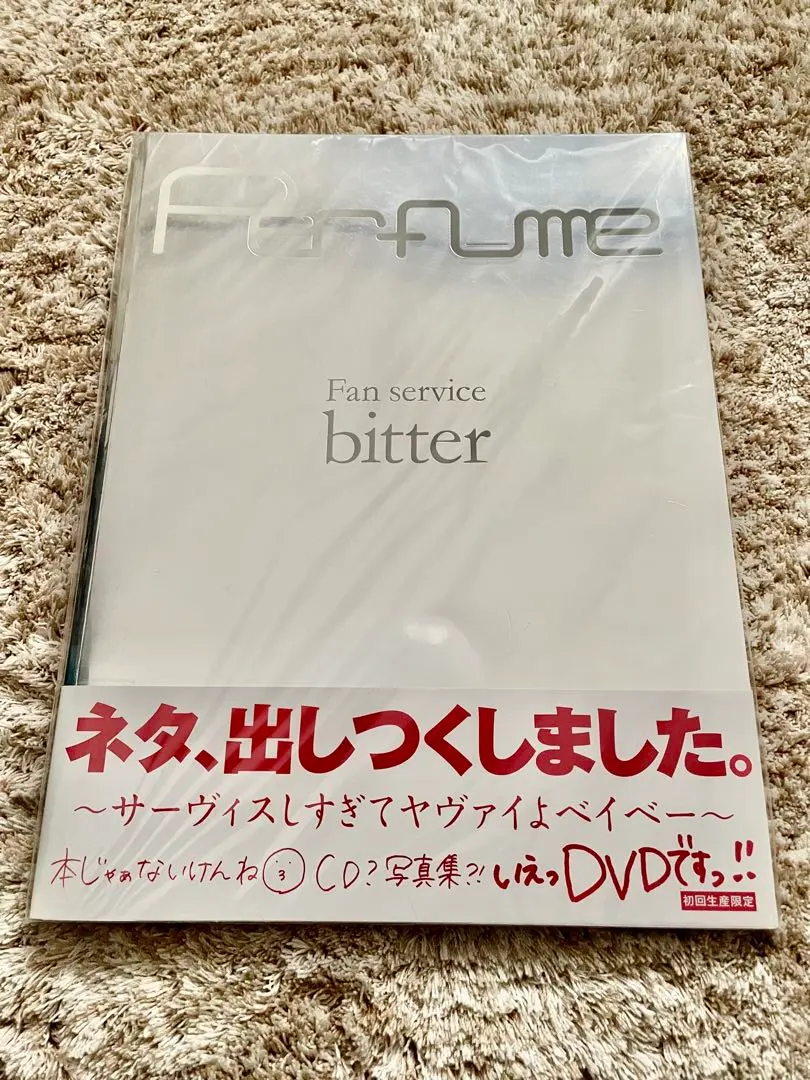 Perfume
Fan service
bitter
ネタ、出しつくしました。
～サーヴィスしすぎてヤヴァイよベイベー～
本じゃぁないけんね CD?写真集?! いえっDVDですっ!!
初回生産限定